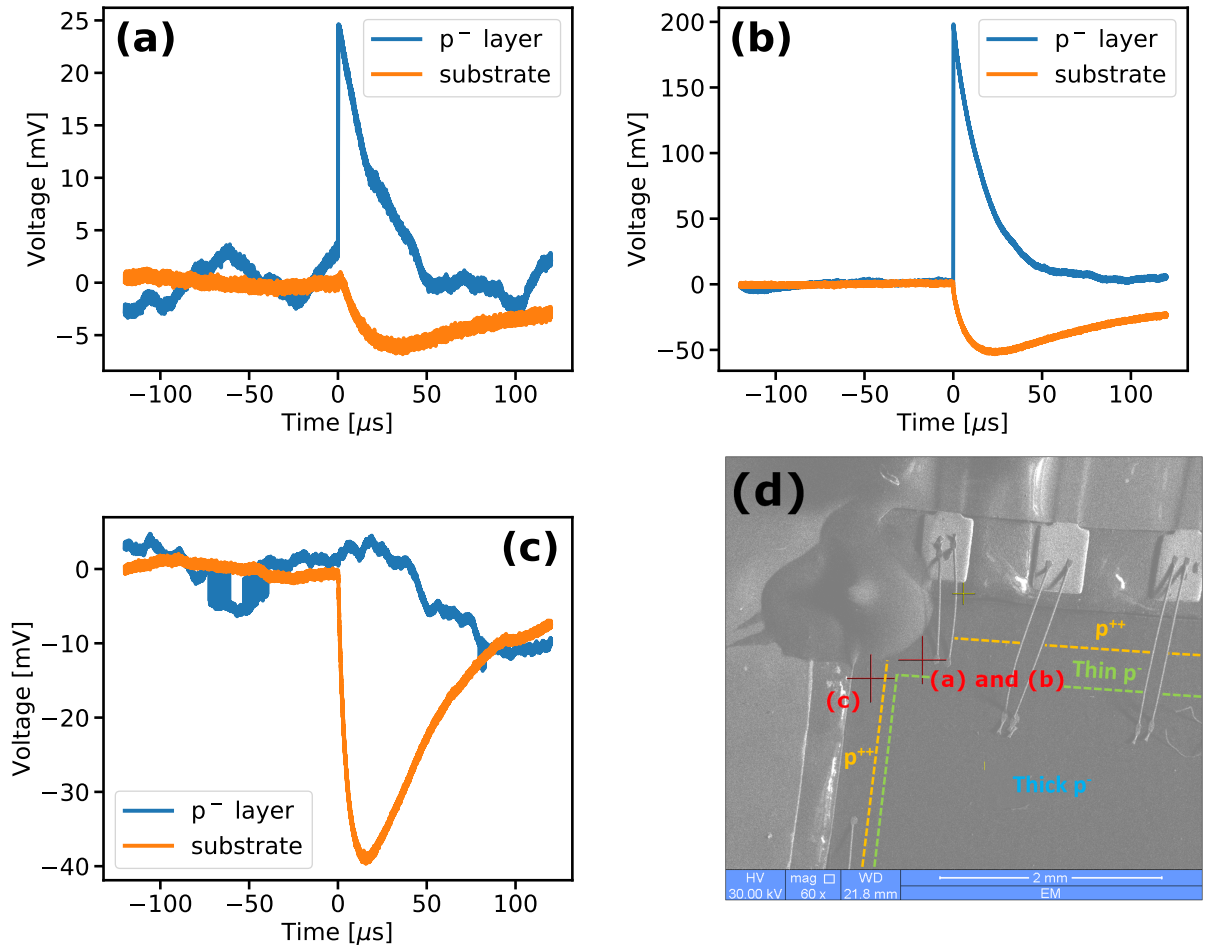 (a)
p⁻ layer
substrate
25
20
15
10
5
0
−5
Voltage [mV]
−100
−50
0
50
100
Time [μs]
(b)
p⁻ layer
substrate
200
150
100
50
0
−50
Voltage [mV]
−100
−50
0
50
100
Time [μs]
(c)
p⁻ layer
substrate
0
−10
−20
−30
−40
Voltage [mV]
−100
−50
0
50
100
Time [μs]
(d)
p⁺⁺
Thin p⁻
(a) and (b)
(c)
p⁺⁺
Thick p⁻
HV
30.00 kV
mag
60 x
WD
21.8 mm
2 mm
EM